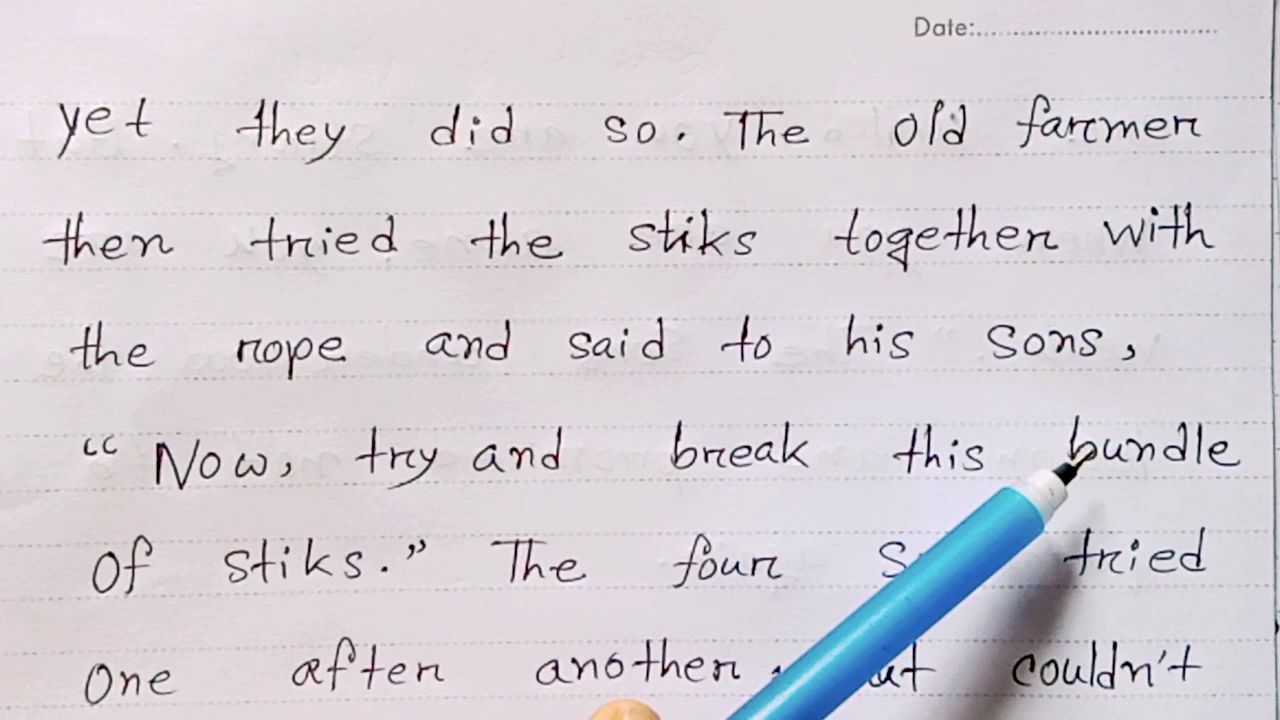 Date:
yet they did so. The old farmer
then tried the stiks together with
the rope and said to his sons,
“Now, try and break this bundle
Of stiks.” The four tried
One after another couldn't